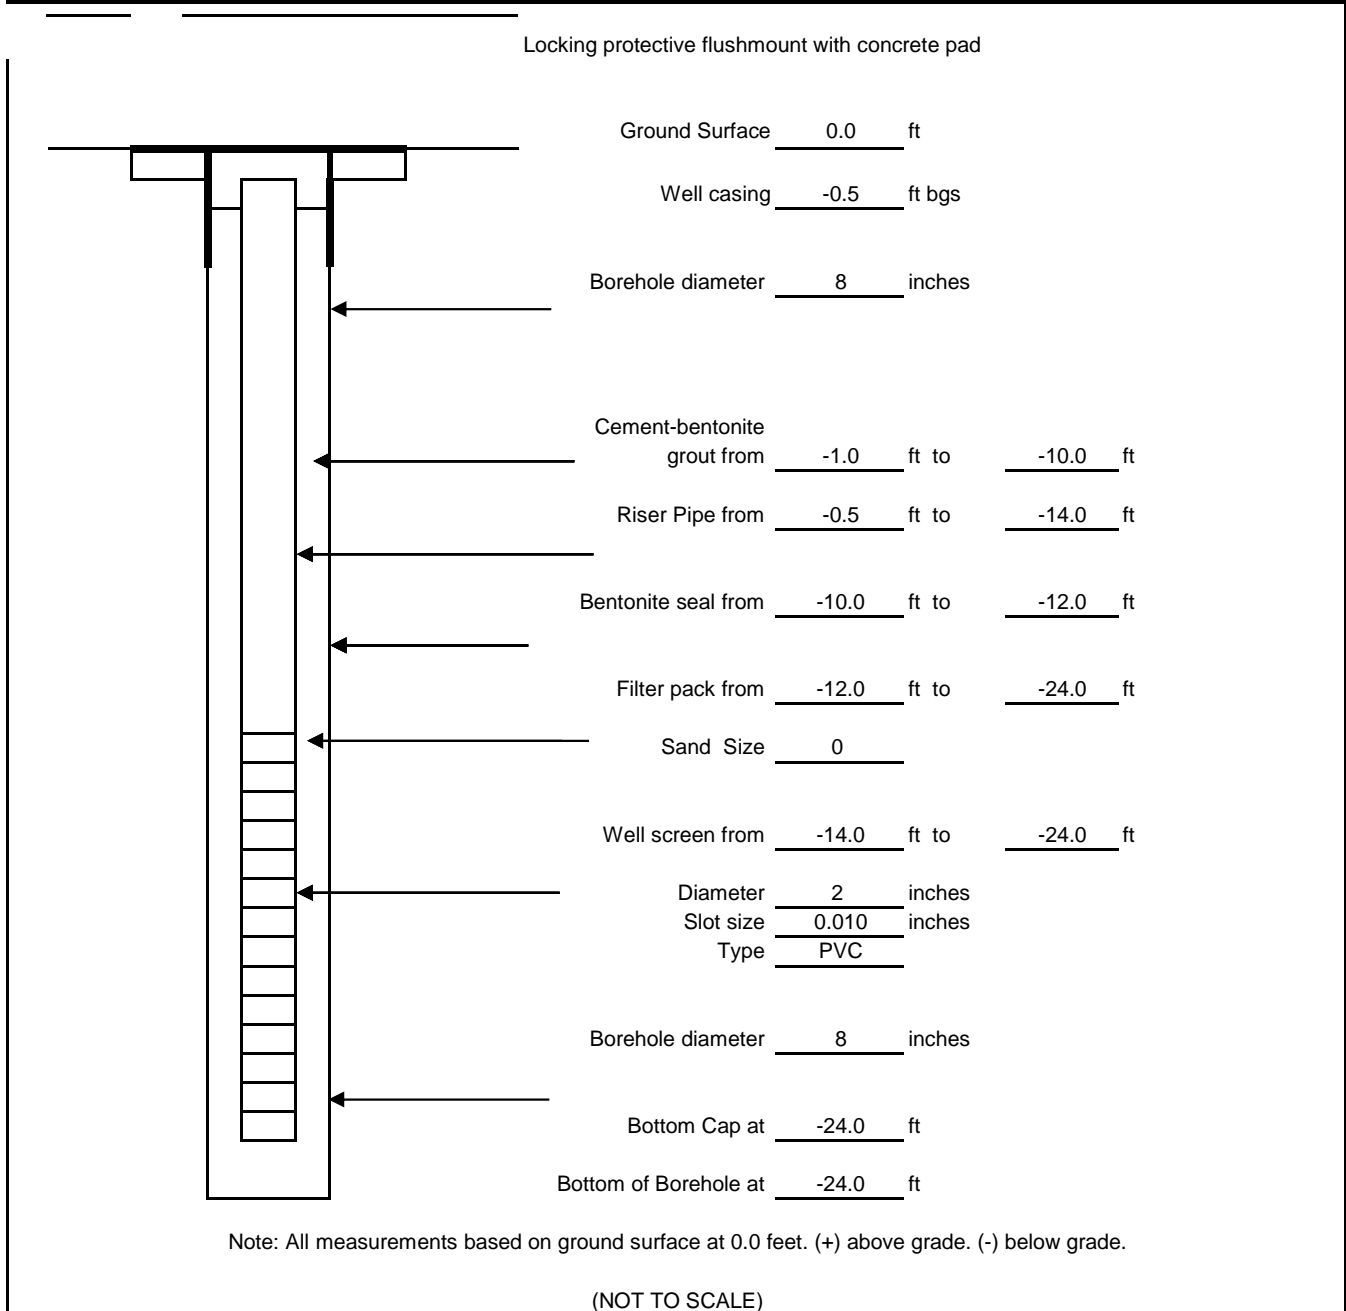 Locking protective flushmount with concrete pad
Ground Surface 0.0 ft
Well casing -0.5 ft bgs
Borehole diameter 8 inches
Cement-bentonite
grout from -1.0 ft to -10.0 ft
Riser Pipe from -0.5 ft to -14.0 ft
Bentonite seal from -10.0 ft to -12.0 ft
Filter pack from -12.0 ft to -24.0 ft
Sand Size 0
Well screen from -14.0 ft to -24.0 ft
Diameter 2 inches
Slot size 0.010 inches
Type PVC
Borehole diameter 8 inches
Bottom Cap at -24.0 ft
Bottom of Borehole at -24.0 ft
Note: All measurements based on ground surface at 0.0 feet. (+) above grade. (-) below grade.
(NOT TO SCALE)